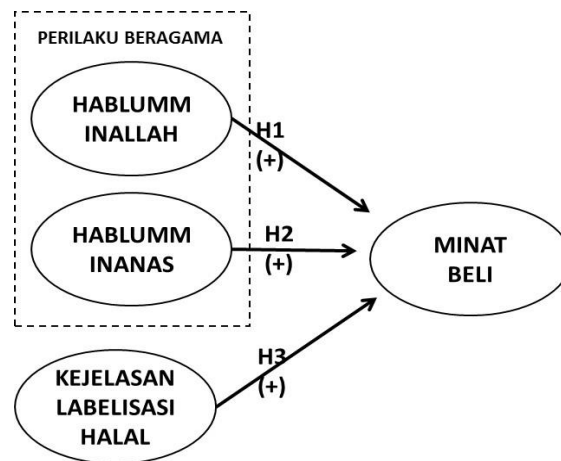 PERILAKU BERAGAMA
HABLUMM
INALLAH
H1
(+)
HABLUMM
INANAS
H2
(+)
MINAT
BELI
H3
(+)
KEJELASAN
LABELISASI
HALAL